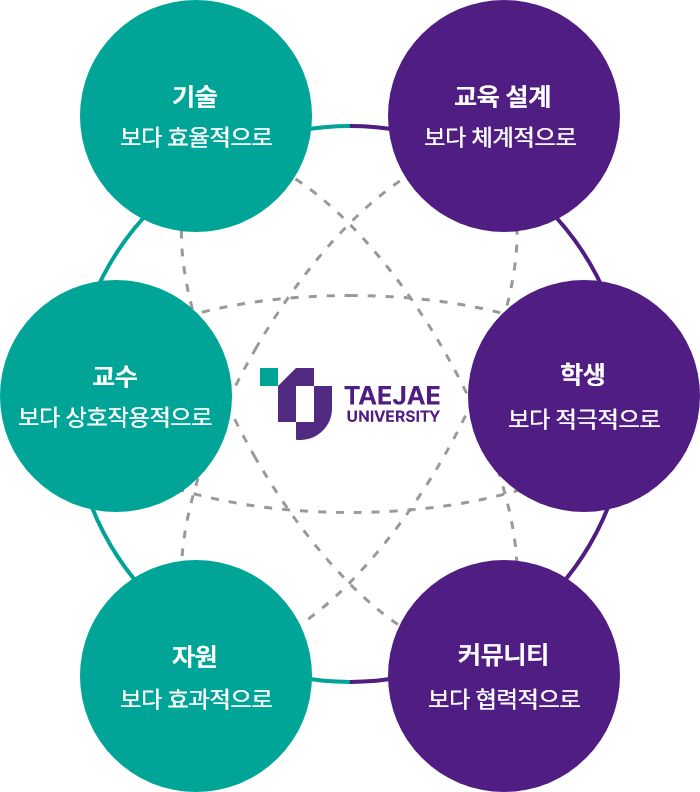 기술
보다 효율적으로
교육 설계
보다 체계적으로
교수
보다 상호작용적으로
TAEJAE
UNIVERSITY
학생
보다 적극적으로
자원
보다 효과적으로
커뮤니티
보다 협력적으로